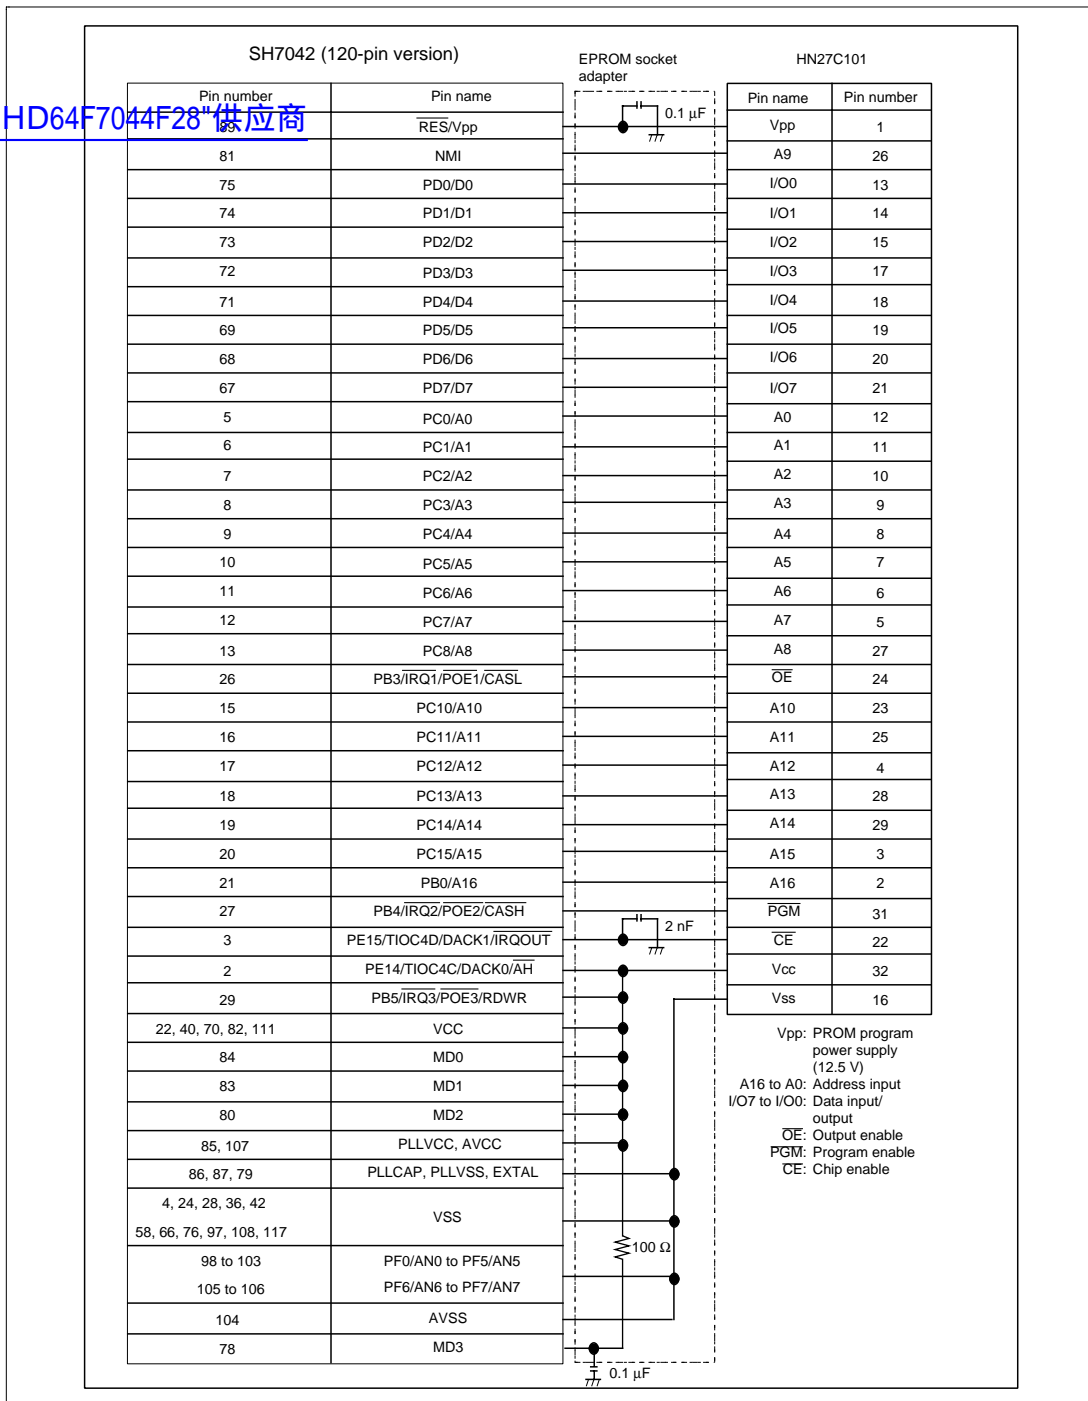 SH7042 (120-pin version)
EPROM socket
adapter
HN27C101
Pin number Pin name Pin name Pin number
HD64F7044F28"供应商
89 RES/Vpp 0.1 µF Vpp 1
81 NMI A9 26
75 PD0/D0 I/O0 13
74 PD1/D1 I/O1 14
73 PD2/D2 I/O2 15
72 PD3/D3 I/O3 17
71 PD4/D4 I/O4 18
69 PD5/D5 I/O5 19
68 PD6/D6 I/O6 20
67 PD7/D7 I/O7 21
5 PC0/A0 A0 12
6 PC1/A1 A1 11
7 PC2/A2 A2 10
8 PC3/A3 A3 9
9 PC4/A4 A4 8
10 PC5/A5 A5 7
11 PC6/A6 A6 6
12 PC7/A7 A7 5
13 PC8/A8 A8 27
26 PB3/IRQ1/POE1/CASL OE 24
15 PC10/A10 A10 23
16 PC11/A11 A11 25
17 PC12/A12 A12 4
18 PC13/A13 A13 28
19 PC14/A14 A14 29
20 PC15/A15 A15 3
21 PB0/A16 A16 2
27 PB4/IRQ2/POE2/CASH PGM 31
2 nF
3 PE15/TIOC4D/DACK1/IRQOUT CE 22
2 PE14/TIOC4C/DACK0/AH Vcc 32
29 PB5/IRQ3/POE3/RDWR Vss 16
22, 40, 70, 82, 111 VCC
84 MD0
83 MD1
80 MD2
85, 107 PLLVCC, AVCC
86, 87, 79 PLLCAP, PLLVSS, EXTAL
4, 24, 28, 36, 42
58, 66, 76, 97, 108, 117
VSS
100 Ω
98 to 103 PF0/AN0 to PF5/AN5
105 to 106 PF6/AN6 to PF7/AN7
104 AVSS
78 MD3
0.1 µF
Vpp: PROM program
power supply
(12.5 V)
A16 to A0: Address input
I/O7 to I/O0: Data input/
output
OE: Output enable
PGM: Program enable
CE: Chip enable